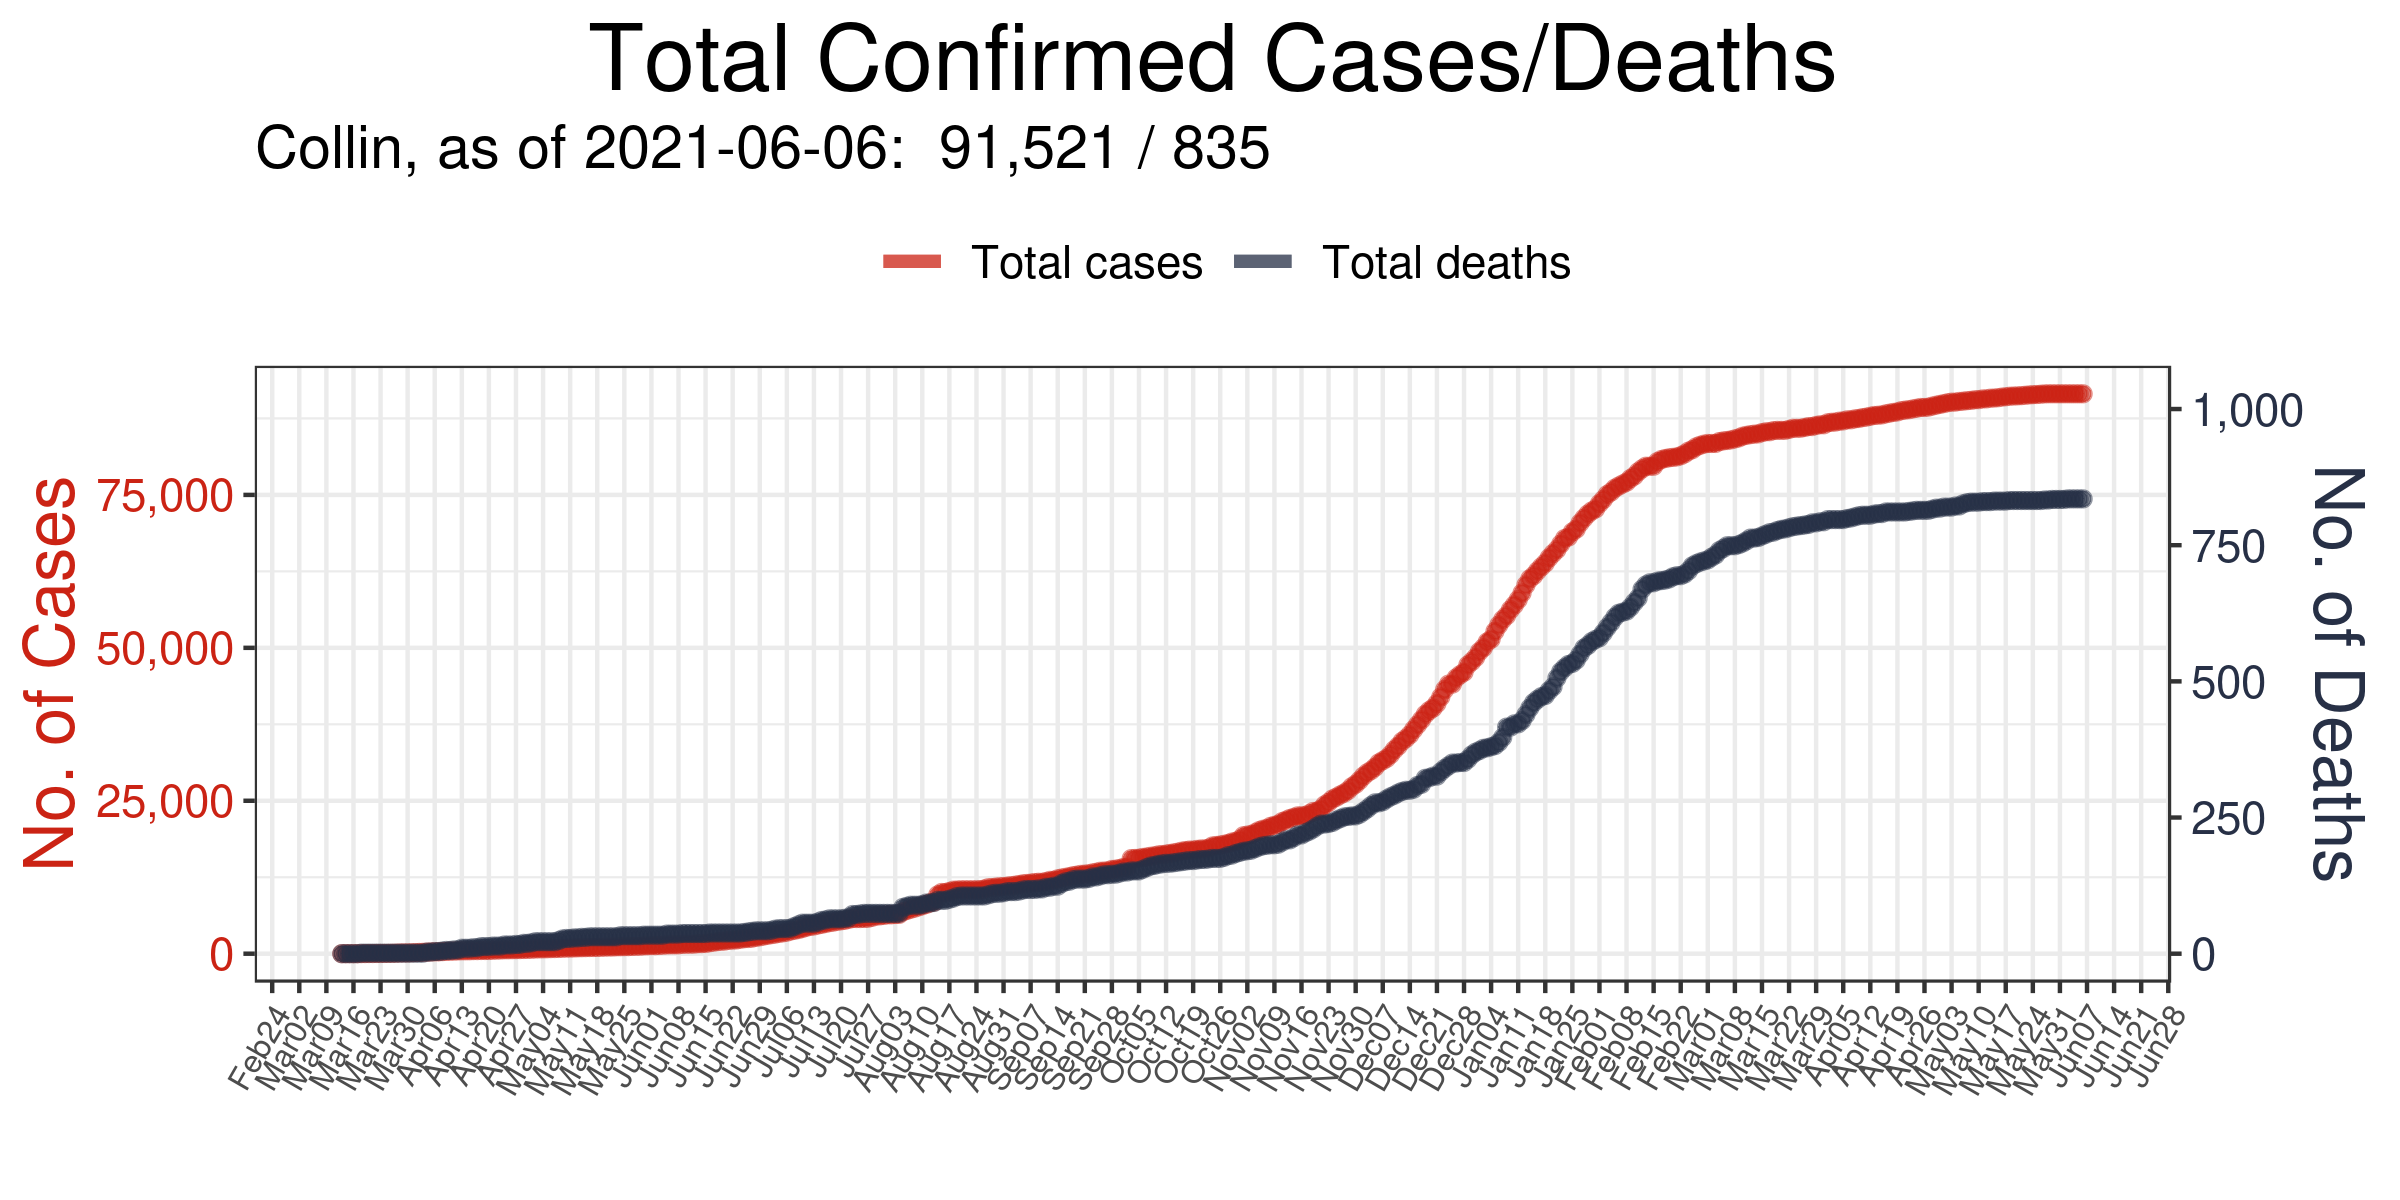 Total Confirmed Cases/Deaths
Collin, as of 2021-06-06:  91,521 / 835
Total cases
Total deaths
No. of Cases
75,000
50,000
25,000
0
1,000
750
500
250
0
No. of Deaths
Feb24
Mar02
Mar09
Mar16
Mar23
Mar30
Apr06
Apr13
Apr20
Apr27
May04
May11
May18
May25
Jun01
Jun08
Jun15
Jun22
Jun29
Jul06
Jul13
Jul20
Jul27
Aug03
Aug10
Aug17
Aug24
Aug31
Sep07
Sep14
Sep21
Sep28
Oct05
Oct12
Oct19
Oct26
Nov02
Nov09
Nov16
Nov23
Nov30
Dec07
Dec14
Dec21
Dec28
Jan04
Jan11
Jan18
Jan25
Feb01
Feb08
Feb15
Feb22
Mar01
Mar08
Mar15
Mar22
Mar29
Apr05
Apr12
Apr19
Apr26
May03
May10
May17
May24
May31
Jun07
Jun14
Jun21
Jun28